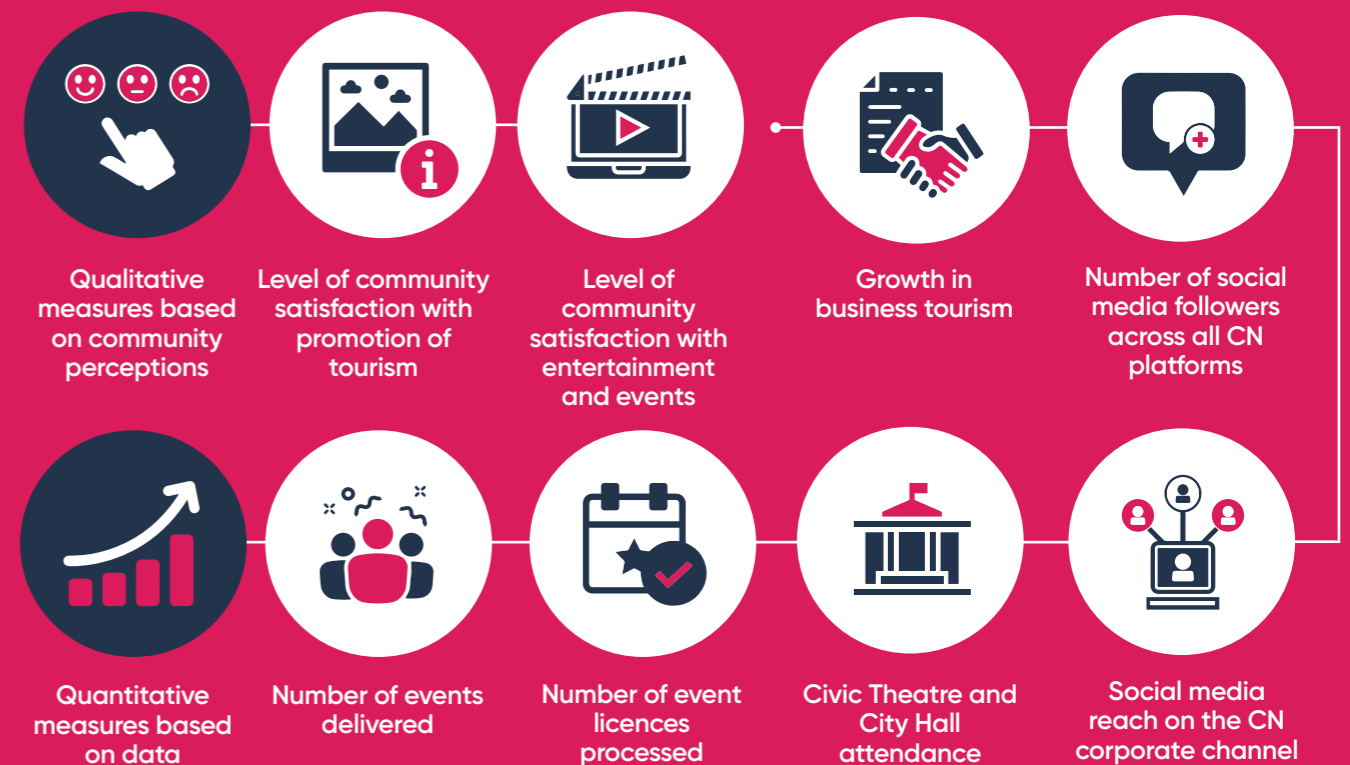 Qualitative
measures based
on community
perceptions
Level of community
satisfaction with
promotion of
tourism
Level of
community
satisfaction with
entertainment
and events
Growth in
business tourism
Number of social
media followers
across all CN
platforms
Quantitative
measures based
on data
Number of events
delivered
Number of event
licences
processed
Civic Theatre and
City Hall
attendance
Social media
reach on the CN
corporate channel